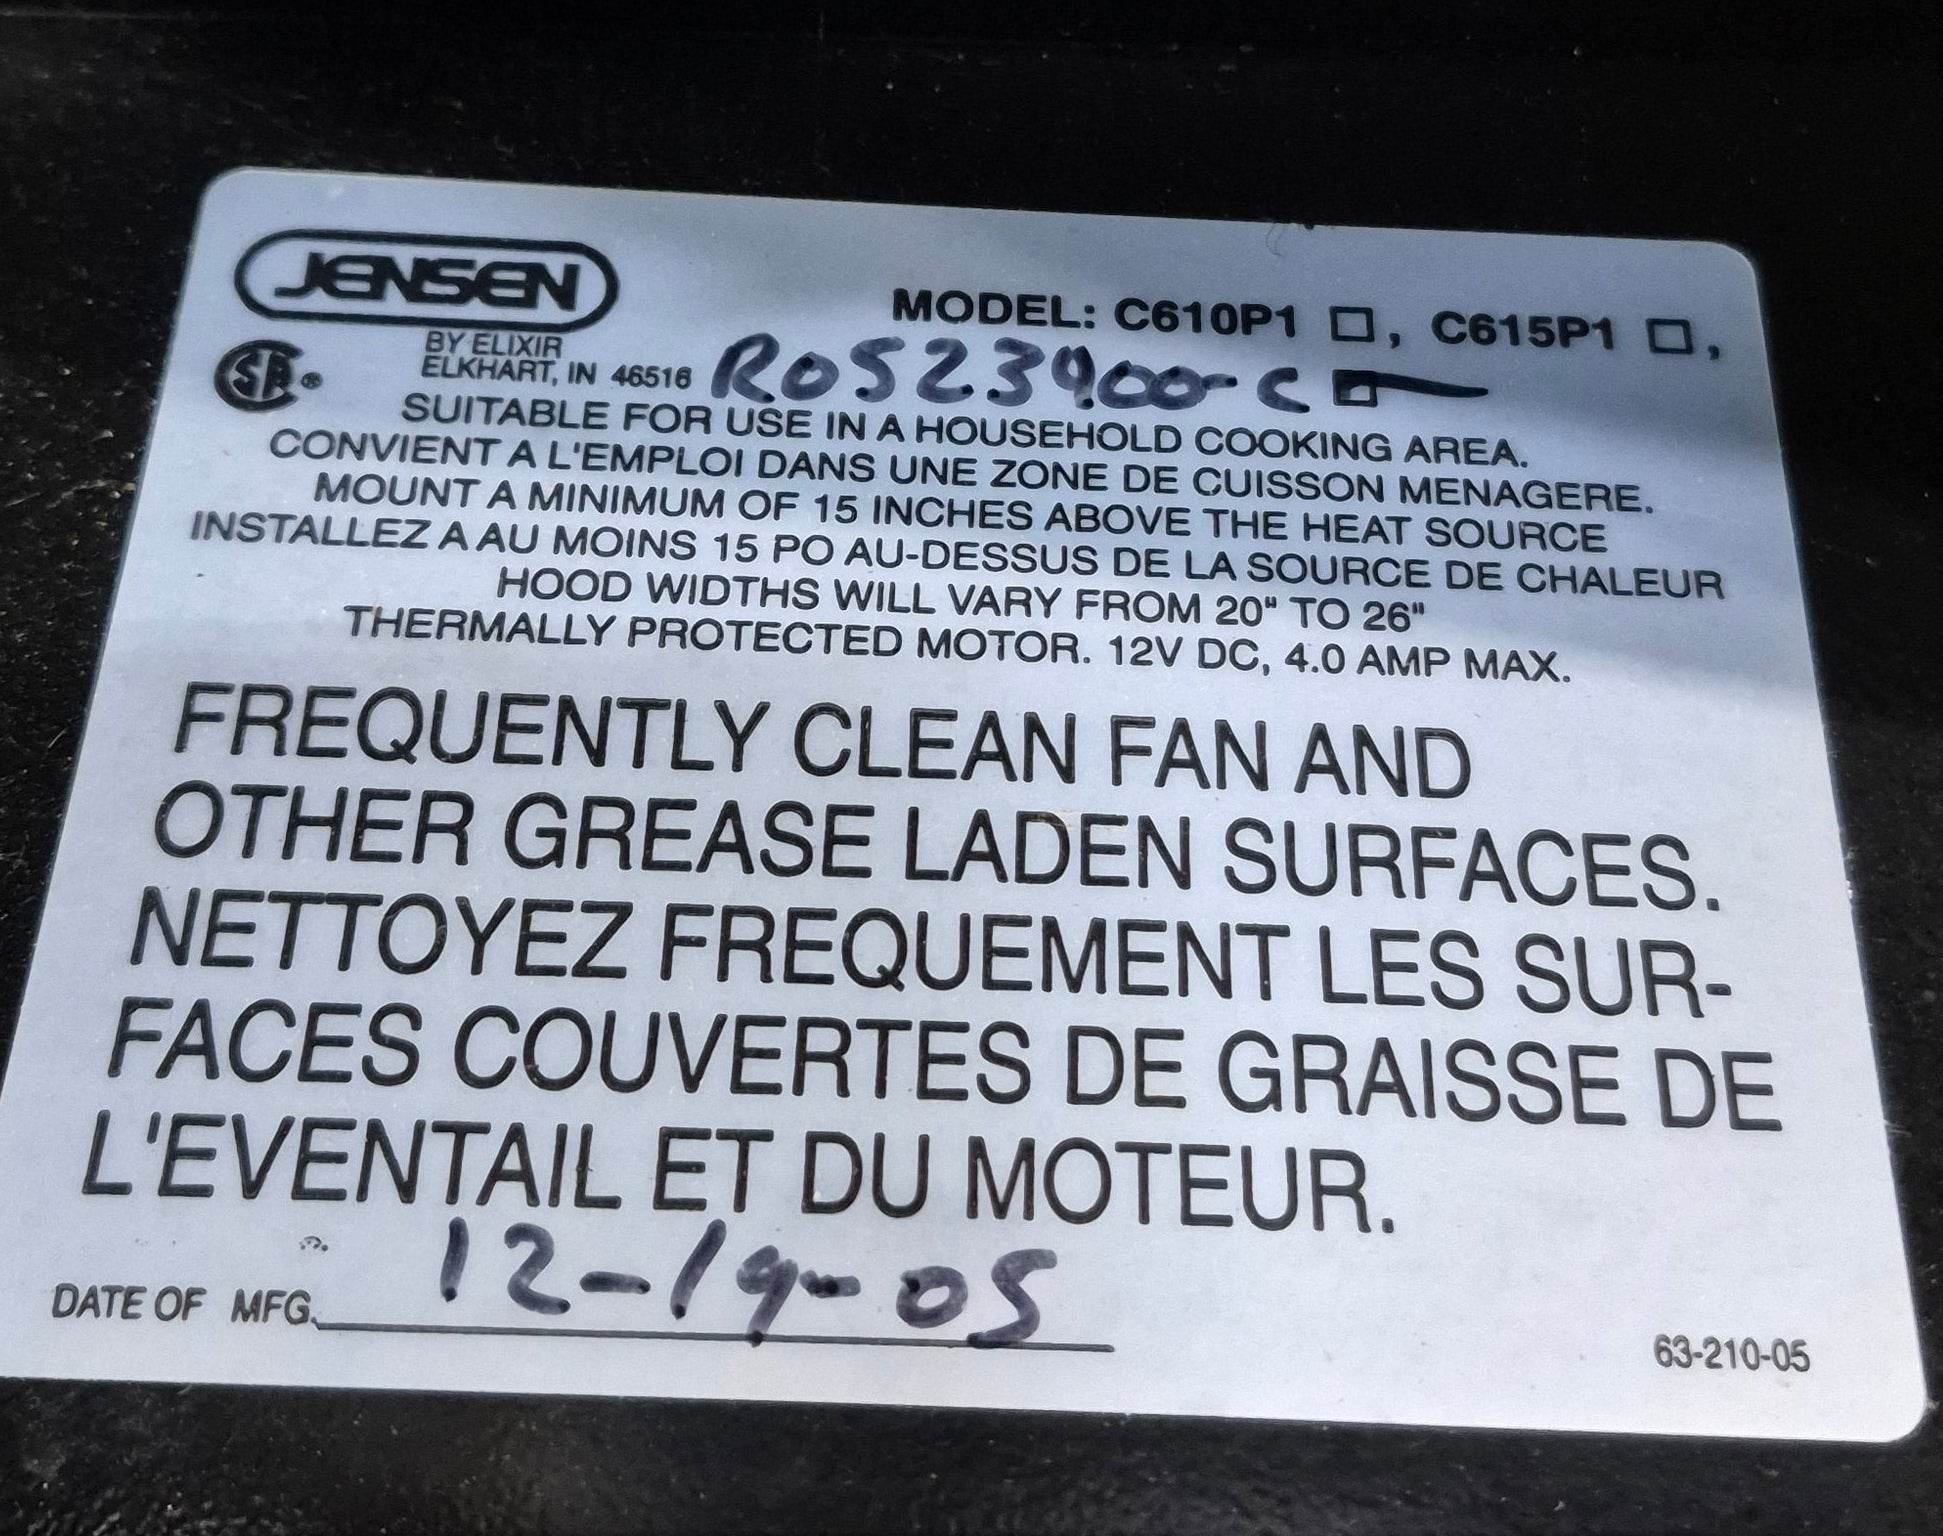 JENSEN
MODEL: C610P1 □, C615P1 □,
BY ELIXIR
ELKHART, IN 46516
R0523900-C □
SUITABLE FOR USE IN A HOUSEHOLD COOKING AREA.
CONVIENT A L'EMPLOI DANS UNE ZONE DE CUISSON MENAGERE.
MOUNT A MINIMUM OF 15 INCHES ABOVE THE HEAT SOURCE
INSTALLEZ A AU MOINS 15 PO AU-DESSUS DE LA SOURCE DE CHALEUR
HOOD WIDTHS WILL VARY FROM 20" TO 26"
THERMALLY PROTECTED MOTOR. 12V DC, 4.0 AMP MAX.
FREQUENTLY CLEAN FAN AND
OTHER GREASE LADEN SURFACES.
NETTOYEZ FREQUEMENT LES SUR-
FACES COUVERTES DE GRAISSE DE
L'EVENTAIL ET DU MOTEUR.
DATE OF MFG. 12-19-05
63-210-05